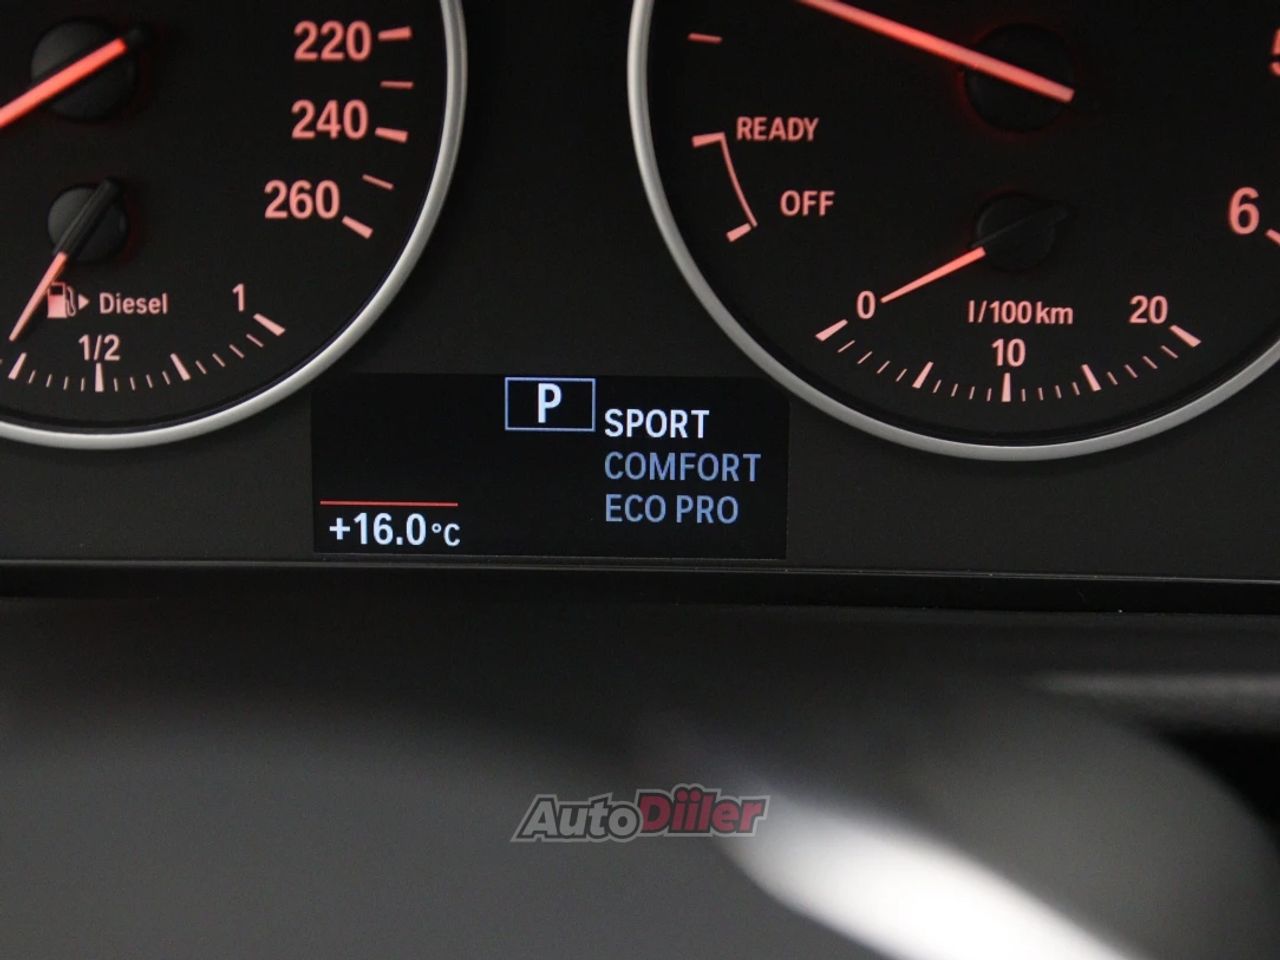 220
240
260
Diesel
1/2
1
READY
OFF
0
l/100km
10
20
6
P
SPORT
COMFORT
ECO PRO
+16.0°C
AutoDiiler